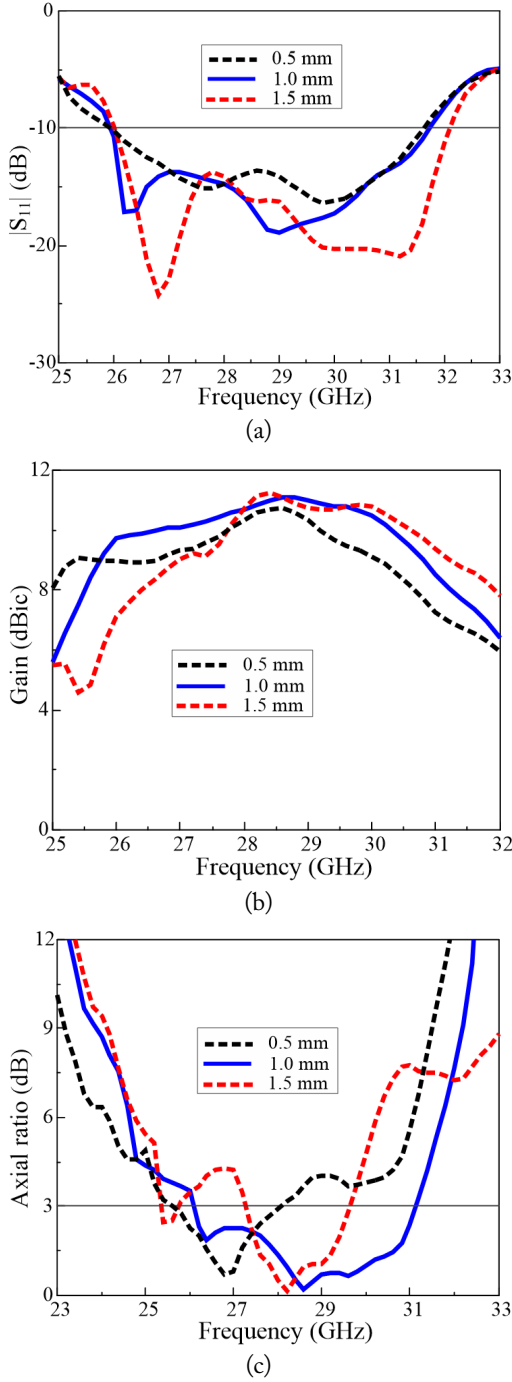 0
-10
-20
-30
|S11| (dB)
0.5 mm
1.0 mm
1.5 mm
25 26 27 28 29 30 31 32 33
Frequency (GHz)
(a)
12
8
4
0
Gain (dBic)
0.5 mm
1.0 mm
1.5 mm
25 26 27 28 29 30 31 32
Frequency (GHz)
(b)
12
9
6
3
0
Axial ratio (dB)
0.5 mm
1.0 mm
1.5 mm
23 25 27 29 31 33
Frequency (GHz)
(c)